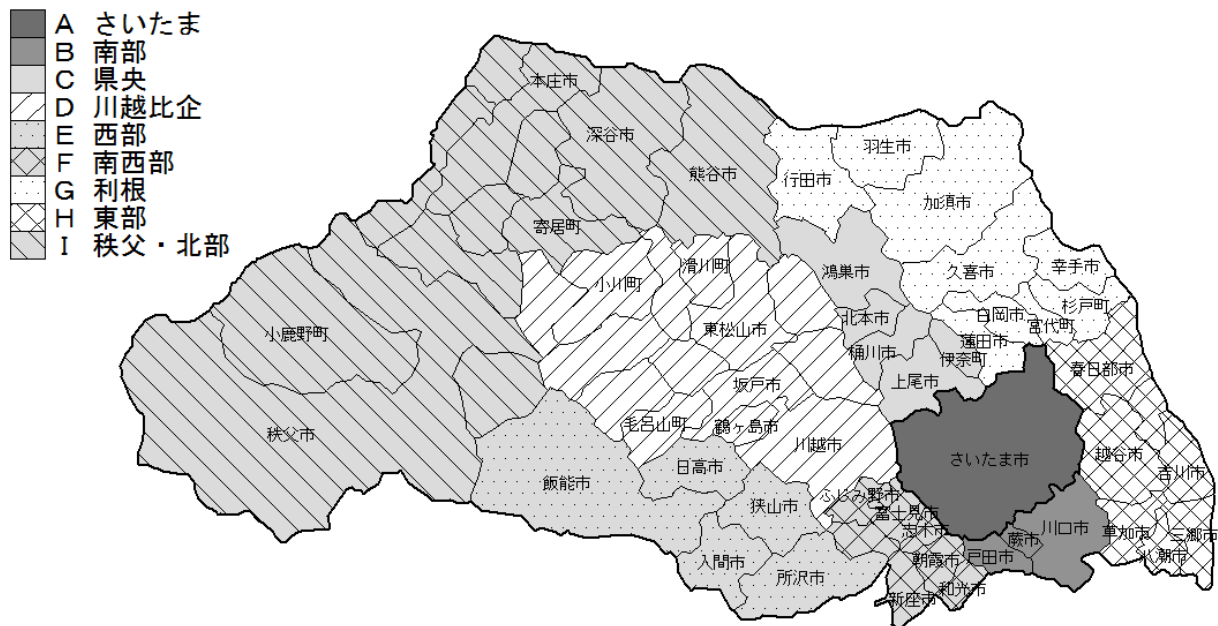 A さいたま
B 南部
C 県央
D 川越比企
E 西部
F 南西部
G 利根
H 東部
I 秩父・北部
本庄市
深谷市
熊谷市
羽生市
行田市
加須市
寄居町
滑川町
小川町
鴻巣市
久喜市
幸手市
杉戸町
北本市
白岡市
宮代町
東松山市
小鹿野町
蓮田市
桶川市
伊奈町
春日部市
上尾市
坂戸市
毛呂山町
鶴ヶ島市
秩父市
川越市
さいたま市
越谷市
日高市
吉川市
飯能市
ふじみ野市
狭山市
富士見市
志木市
川口市
蕨市
草加市
三郷市
八潮市
戸田市
朝霞市
入間市
所沢市
和光市
新座市